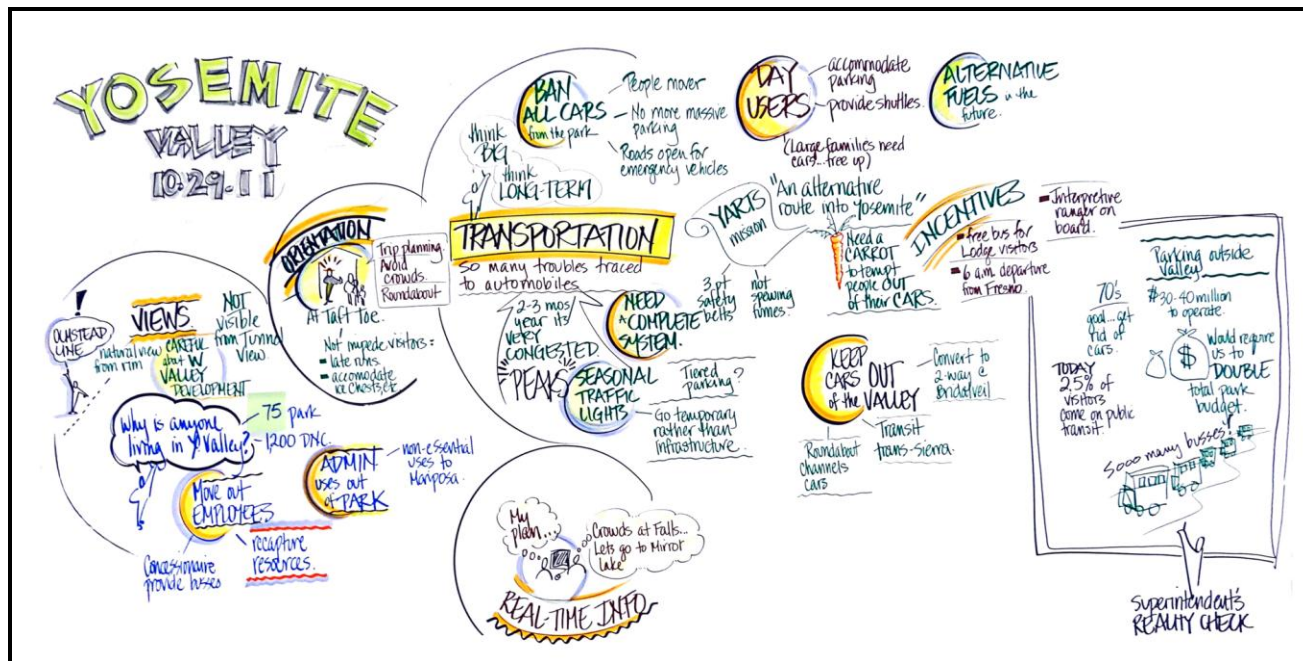 YOSEMITE
VALLEY
10.29.11
BAN
ALL CARS
from the park
People mover
No more massive
parking
Roads open for
emergency vehicles
DAY
USERS
accommodate
parking
provide shuttles.
(Large families need
cars...free up)
ALTERNATIVE
FUELS in the
future.
think
BIG
think
LONG-TERM
TRANSPORTATION
SO many troubles traced
to automobiles
YARTS
mission
"An alternative
route into Yosemite"
3.pt
safety
belts
not
spewing
fumes.
Need a
CARROT
to tempt
people OUT
of their CARS.
INCENTIVES
free bus for
Lodge visitors
6 a.m. departure
from Fresno.
Interpretive
ranger on
board.
ORIENTATION
Trip planning.
Avoid
crowds.
Roundabout
At Taft Toe.
Not impede visitors:
late ntns.
accomodate
ice chests, etc
2-3 mos/
year its
VERY
CONGESTED.
PEAKS
NEED
A COMPLETE
SYSTEM.
SEASONAL
TRAFFIC
LIGHTS
Tiered
parking?
Go temporary
rather than
infrastructure.
KEEP
CARS OUT
of the VALLEY
Convert to
2-way @
Bridalveil
Transit
trans-sierra.
Roundabout
channels
cars
!
OLMSTEAD
LINE
natural view
from rim
VIEWS.
NOT
visible
from Tunnel
View.
CAREFUL
about W
VALLEY
DEVELOPMENT
Why is anyone
living in Y. Valley?
75 park
1200 DNC.
Move out
EMPLOYEES
Concessionaire
provide busses
recapture
resources.
ADMIN
uses out
of PARK
non-essential
uses to
Mariposa.
My
plan...
Crowds at Falls...
Lets go to Mirror
Lake
REAL-TIME INFO
Parking outside
Valley
$30-40 million
to operate.
$
Would require
us to
DOUBLE
total park
budget.
70's
goal...get
rid of
cars.
TODAY
2.5% of
visitors
come on public
transit.
Sooo many busses!
Superintendent's
REALITY CHECK